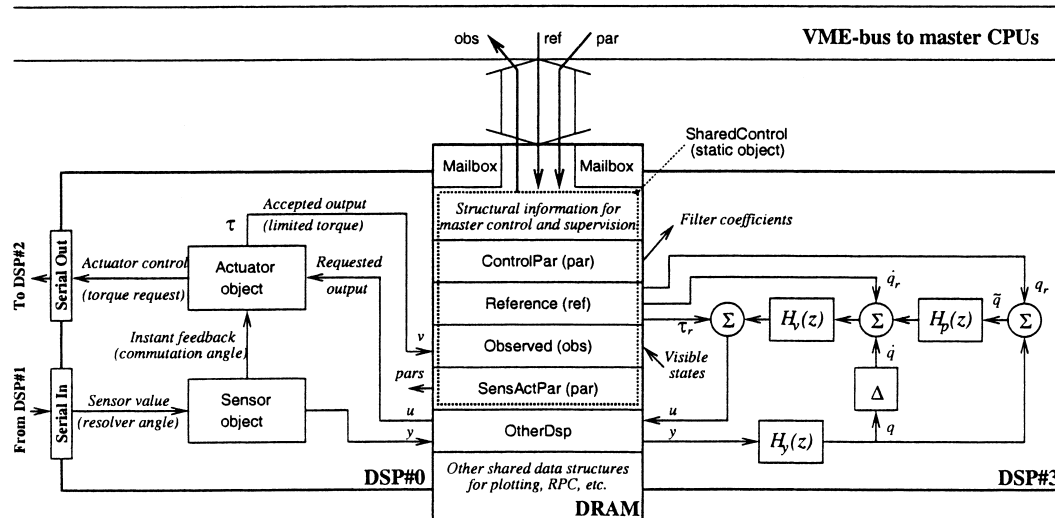 VME-bus to master CPUs
obs
ref
par
SharedControl
(static object)
Mailbox
Mailbox
Structural information for
master control and supervision
Filter coefficients
ControlPar (par)
Reference (ref)
Observed (obs)
SensActPar (par)
OtherDsp
Other shared data structures
for plotting, RPC, etc.
DRAM
τ
Accepted output
(limited torque)
To DSP#2
Serial Out
Actuator control
(torque request)
Actuator
object
Requested
output
Instant feedback
(commutation angle)
v
pars
From DSP#1
Serial In
Sensor value
(resolver angle)
Sensor
object
u
y
DSP#0
q̇r
qr
τr
Σ
Hv(z)
Σ
Hp(z)
q̃
Σ
q̇
Visible
states
Δ
u
y
Hy(z)
q
DSP#3